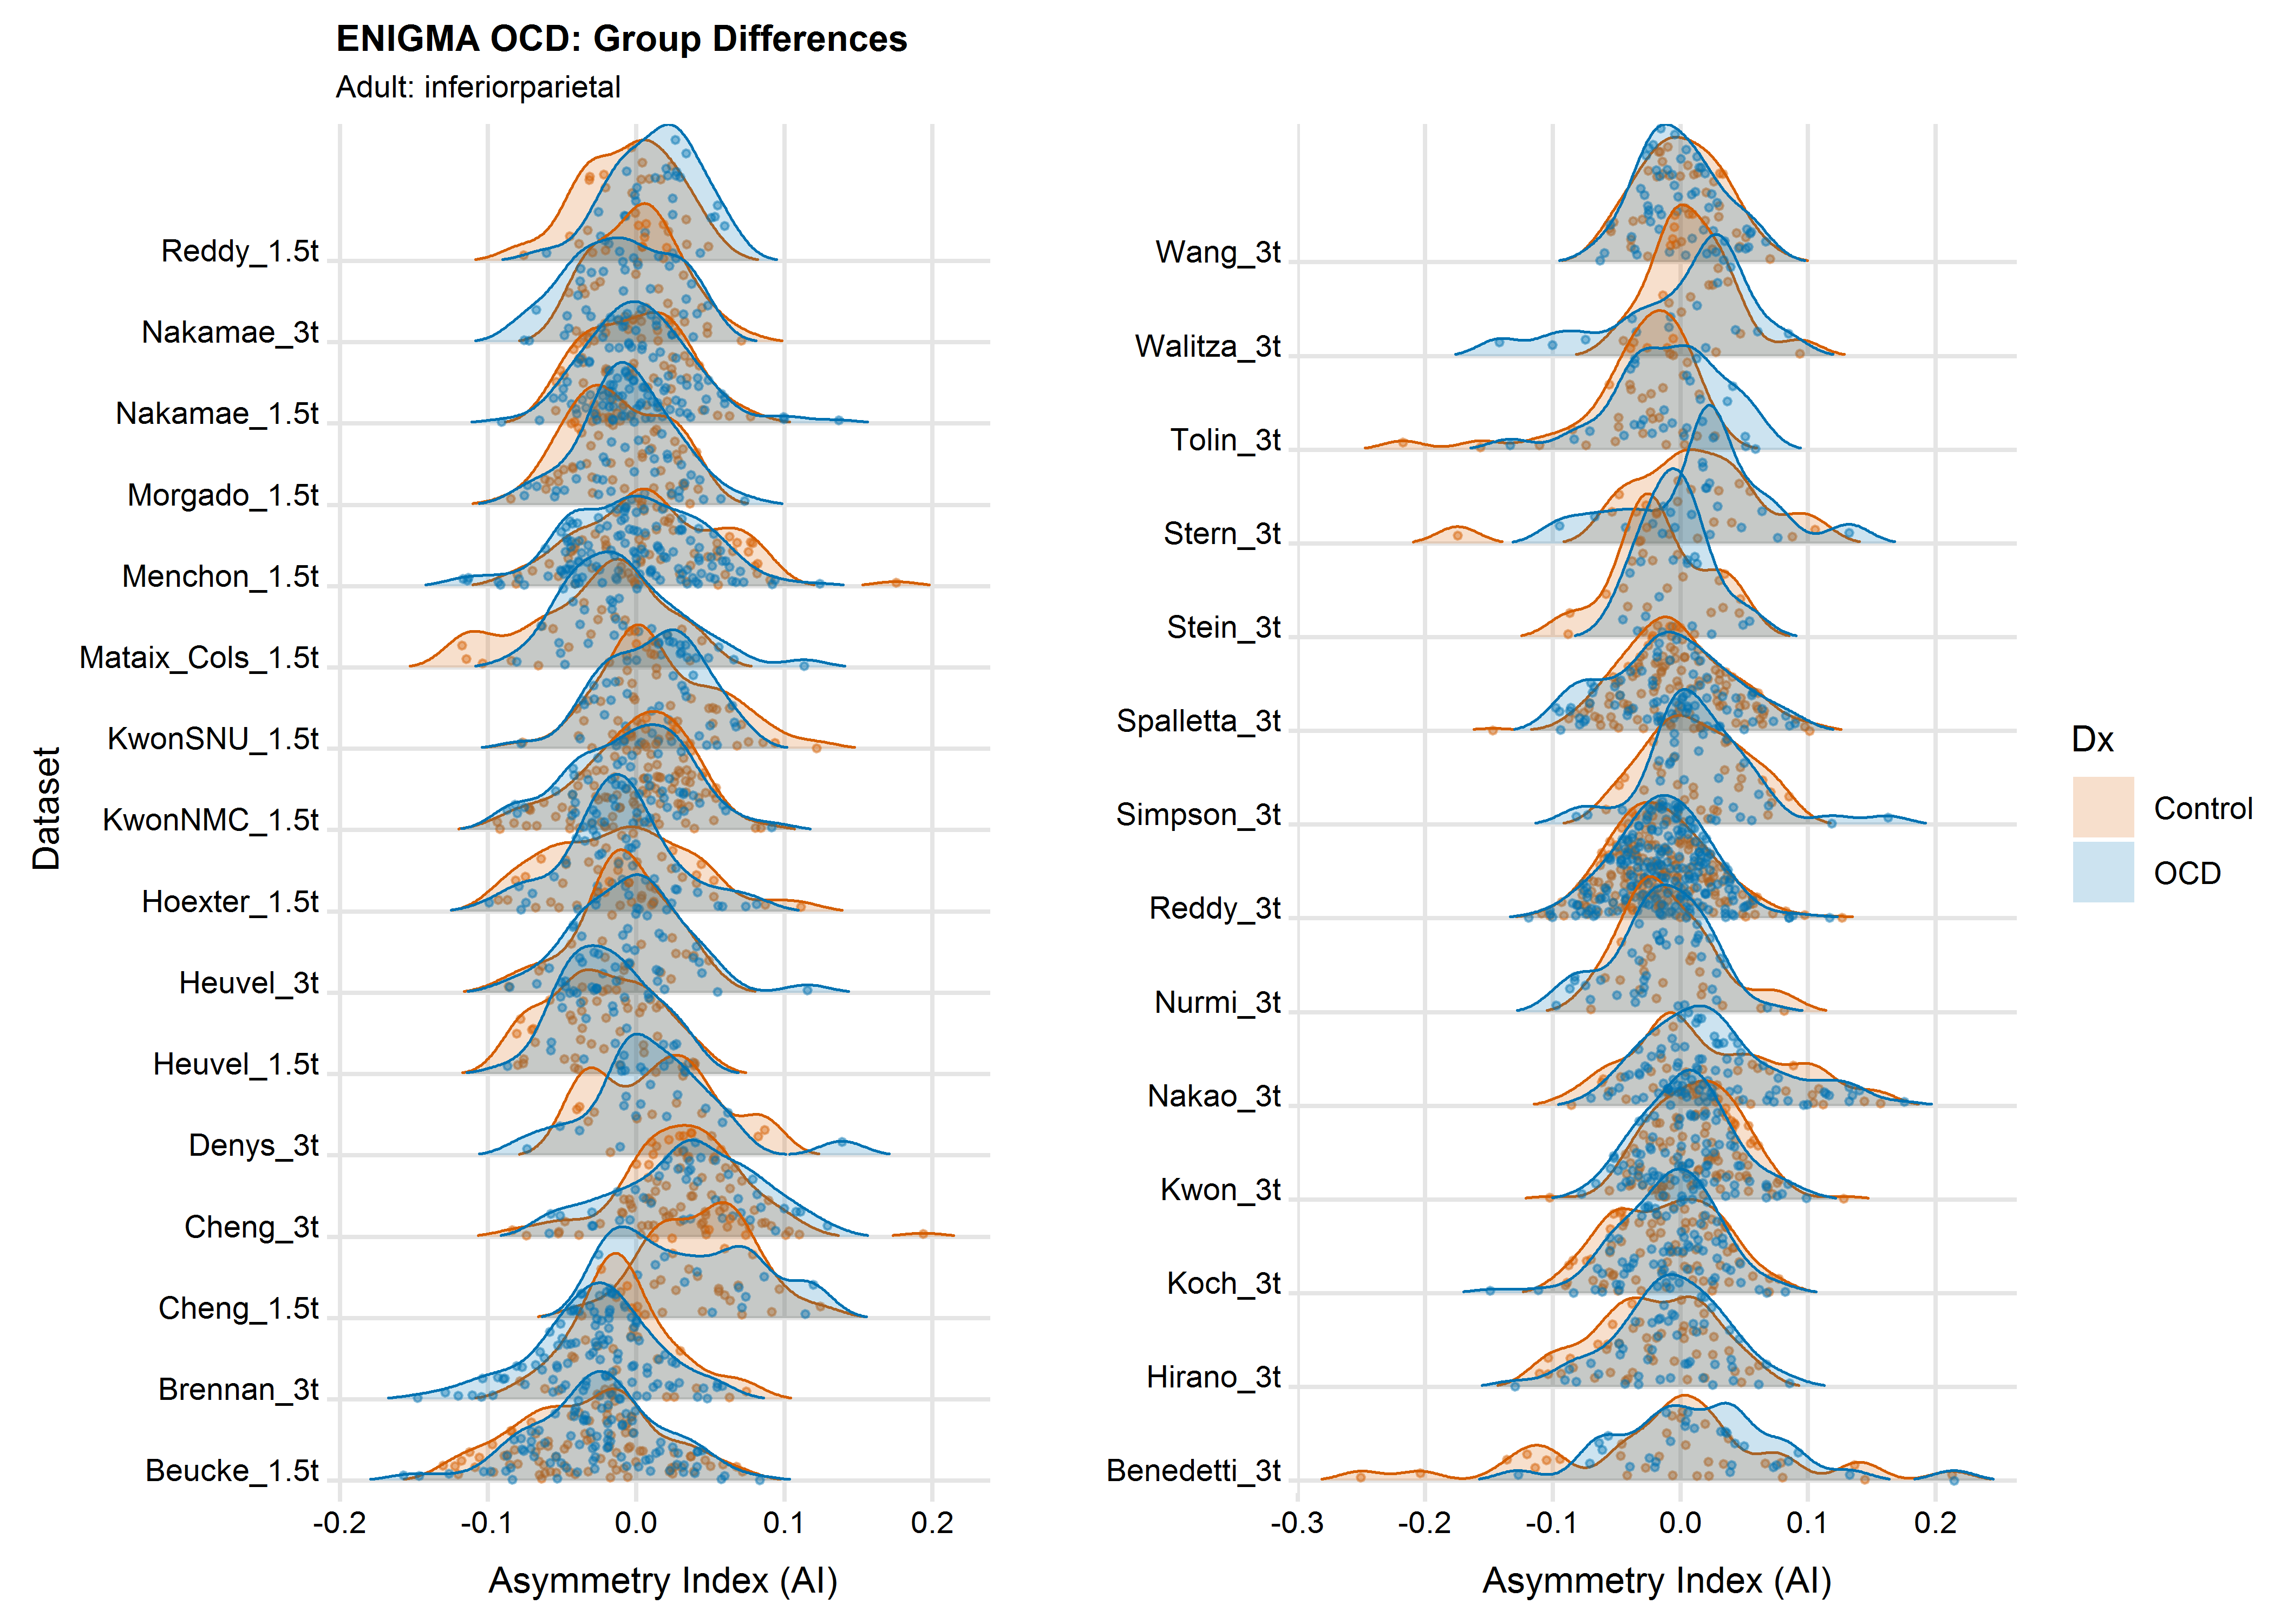 ENIGMA OCD: Group Differences
Adult: inferiorparietal
Dataset
Reddy_1.5t
Nakamae_3t
Nakamae_1.5t
Morgado_1.5t
Menchon_1.5t
Mataix_Cols_1.5t
KwonSNU_1.5t
KwonNMC_1.5t
Hoexter_1.5t
Heuvel_3t
Heuvel_1.5t
Denys_3t
Cheng_3t
Cheng_1.5t
Brennan_3t
Beucke_1.5t
-0.2 -0.1 0.0 0.1 0.2
Asymmetry Index (AI)
Wang_3t
Walitza_3t
Tolin_3t
Stern_3t
Stein_3t
Spalletta_3t
Simpson_3t
Reddy_3t
Nurmi_3t
Nakao_3t
Kwon_3t
Koch_3t
Hirano_3t
Benedetti_3t
-0.3 -0.2 -0.1 0.0 0.1 0.2
Asymmetry Index (AI)
Dx
Control
OCD